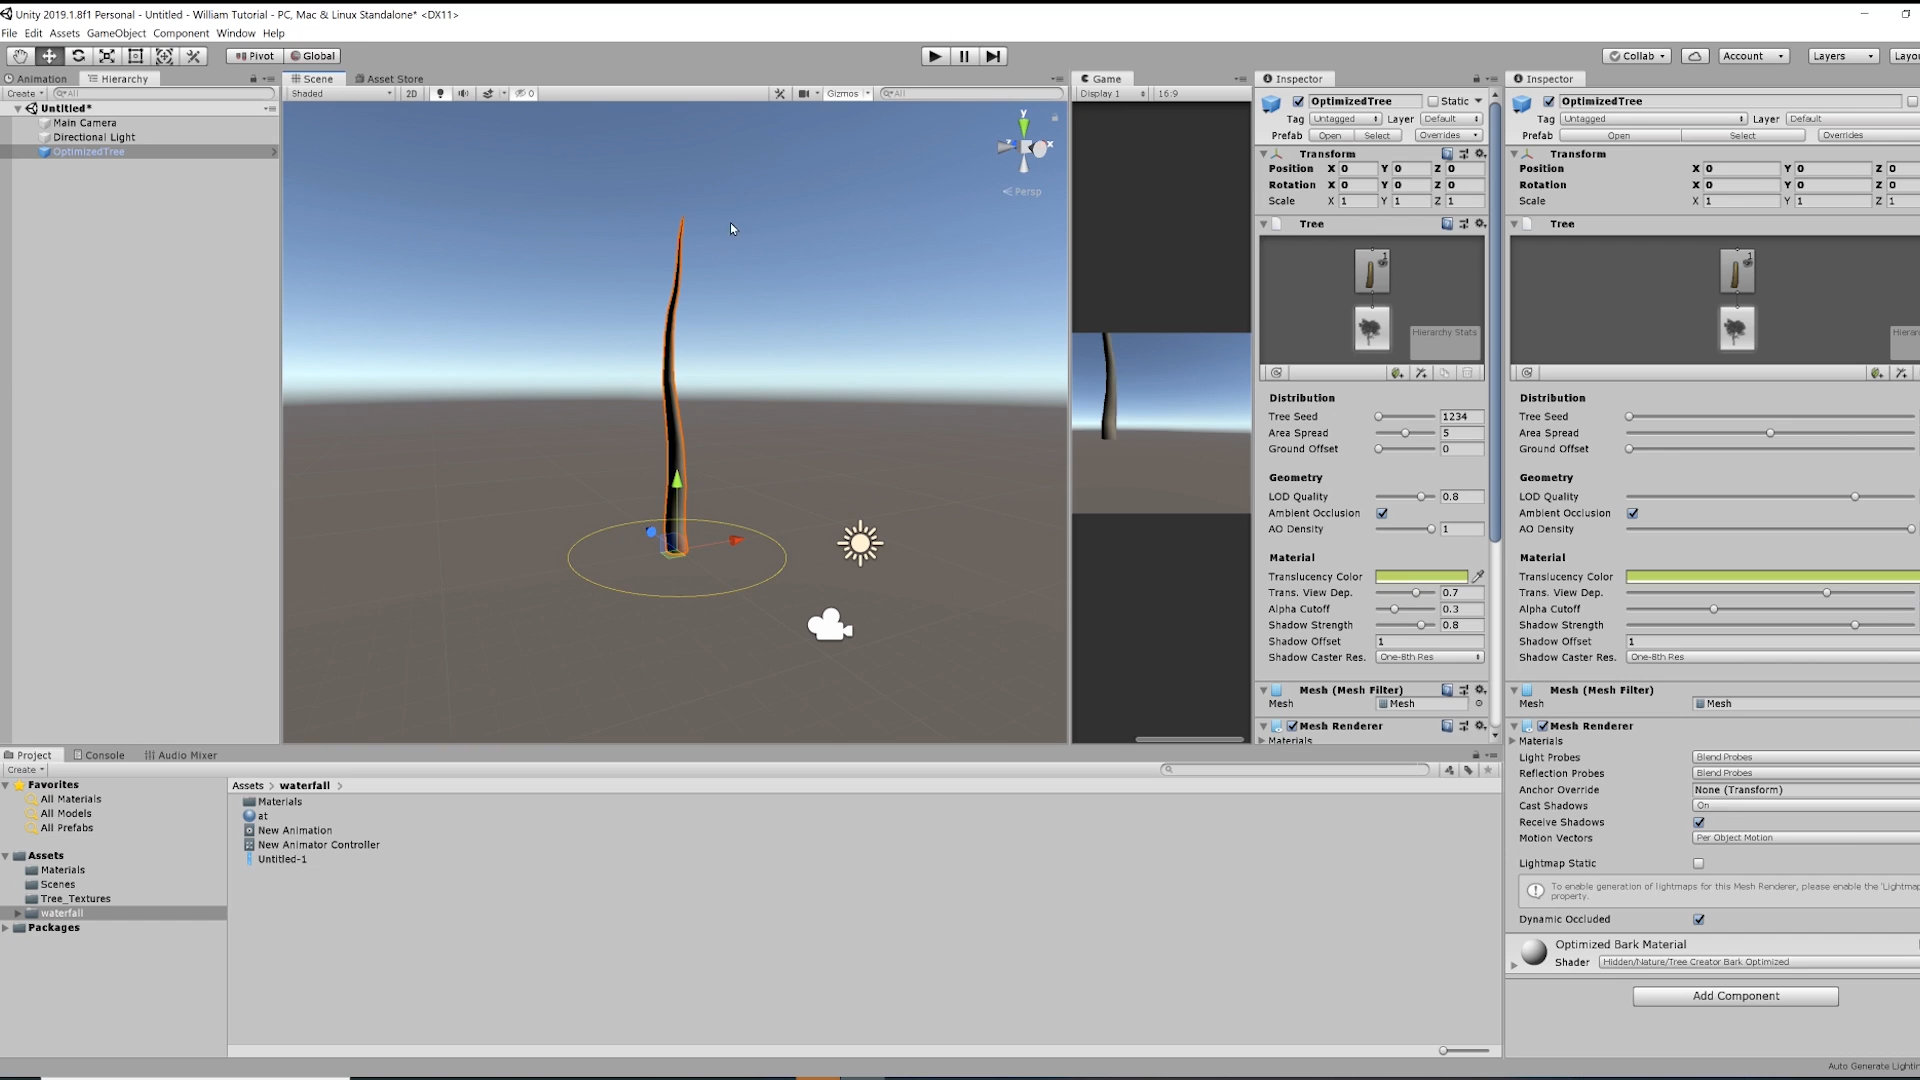 Unity 2019.1.8f1 Personal - Untitled - William Tutorial - PC, Mac & Linux Standalone* <DX11>
File Edit Assets GameObject Component Window Help
Pivot Global
Collab Account Layers Layou
Animation Hierarchy
Create All
Untitled*
Main Camera
Directional Light
OptimizedTree
Scene Asset Store
Shaded 2D 0 Gizmos All
y
x
Persp
Game
Display 1 16:9
Inspector
OptimizedTree Static
Tag Untagged Layer Default
Prefab Open Select Overrides
Transform
Position X 0 Y 0 Z 0
Rotation X 0 Y 0 Z 0
Scale X 1 Y 1 Z 1
Tree
1
Hierarchy Stats
Distribution
Tree Seed 1234
Area Spread 5
Ground Offset 0
Geometry
LOD Quality 0.8
Ambient Occlusion
AO Density 1
Material
Translucency Color
Trans. View Dep. 0.7
Alpha Cutoff 0.3
Shadow Strength 0.8
Shadow Offset 1
Shadow Caster Res. One-8th Res
Mesh (Mesh Filter)
Mesh Mesh
Mesh Renderer
Materials
Inspector
OptimizedTree
Tag Untagged Layer Default
Prefab Open Select Overrides
Transform
Position X 0 Y 0 Z 0
Rotation X 0 Y 0 Z 0
Scale X 1 Y 1 Z 1
Tree
1
Hierar
Distribution
Tree Seed
Area Spread
Ground Offset
Geometry
LOD Quality
Ambient Occlusion
AO Density
Material
Translucency Color
Trans. View Dep.
Alpha Cutoff
Shadow Strength
Shadow Offset 1
Shadow Caster Res. One-8th Res
Mesh (Mesh Filter)
Mesh Mesh
Mesh Renderer
Materials
Light Probes Blend Probes
Reflection Probes Blend Probes
Anchor Override None (Transform)
Cast Shadows On
Receive Shadows
Motion Vectors Per Object Motion
Lightmap Static
To enable generation of lightmaps for this Mesh Renderer, please enable the 'Lightma
property.
Dynamic Occluded
Optimized Bark Material
Shader Hidden/Nature/Tree Creator Bark Optimized
Add Component
Project Console Audio Mixer
Create
Favorites
All Materials
All Models
All Prefabs
Assets
Materials
Scenes
Tree_Textures
waterfall
Packages
Assets > waterfall >
Materials
at
New Animation
New Animator Controller
Untitled-1
Auto Generate Lightin